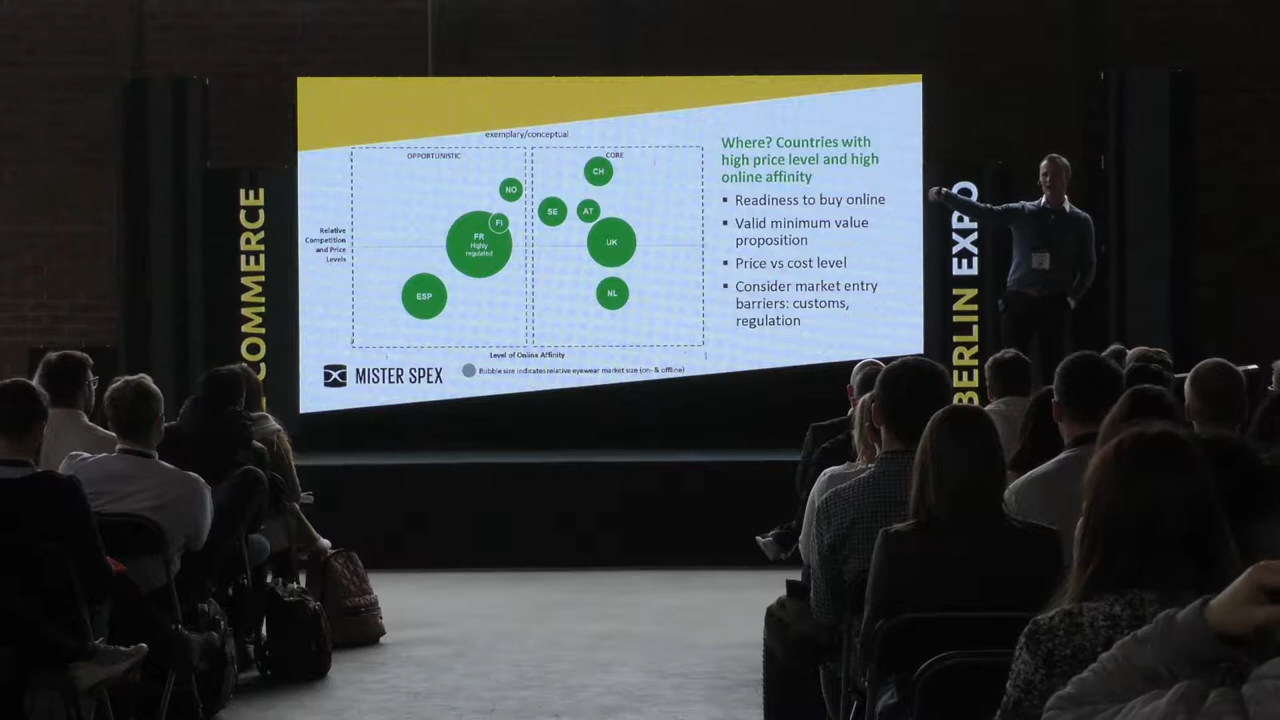 exemplary/conceptual
OPPORTUNISTIC
CORE
CH
NO
SE
AT
FI
FR
Highly
regulated
UK
ESP
NL
Relative
Competition
and Price
Levels
Level of Online Affinity
MISTER SPEX
Bubble size indicates relative eyewear market size (on- & offline)
Where? Countries with
high price level and high
online affinity
▪ Readiness to buy online
▪ Valid minimum value
proposition
▪ Price vs cost level
▪ Consider market entry
barriers: customs,
regulation
COMMERCE
BERLIN EXPO